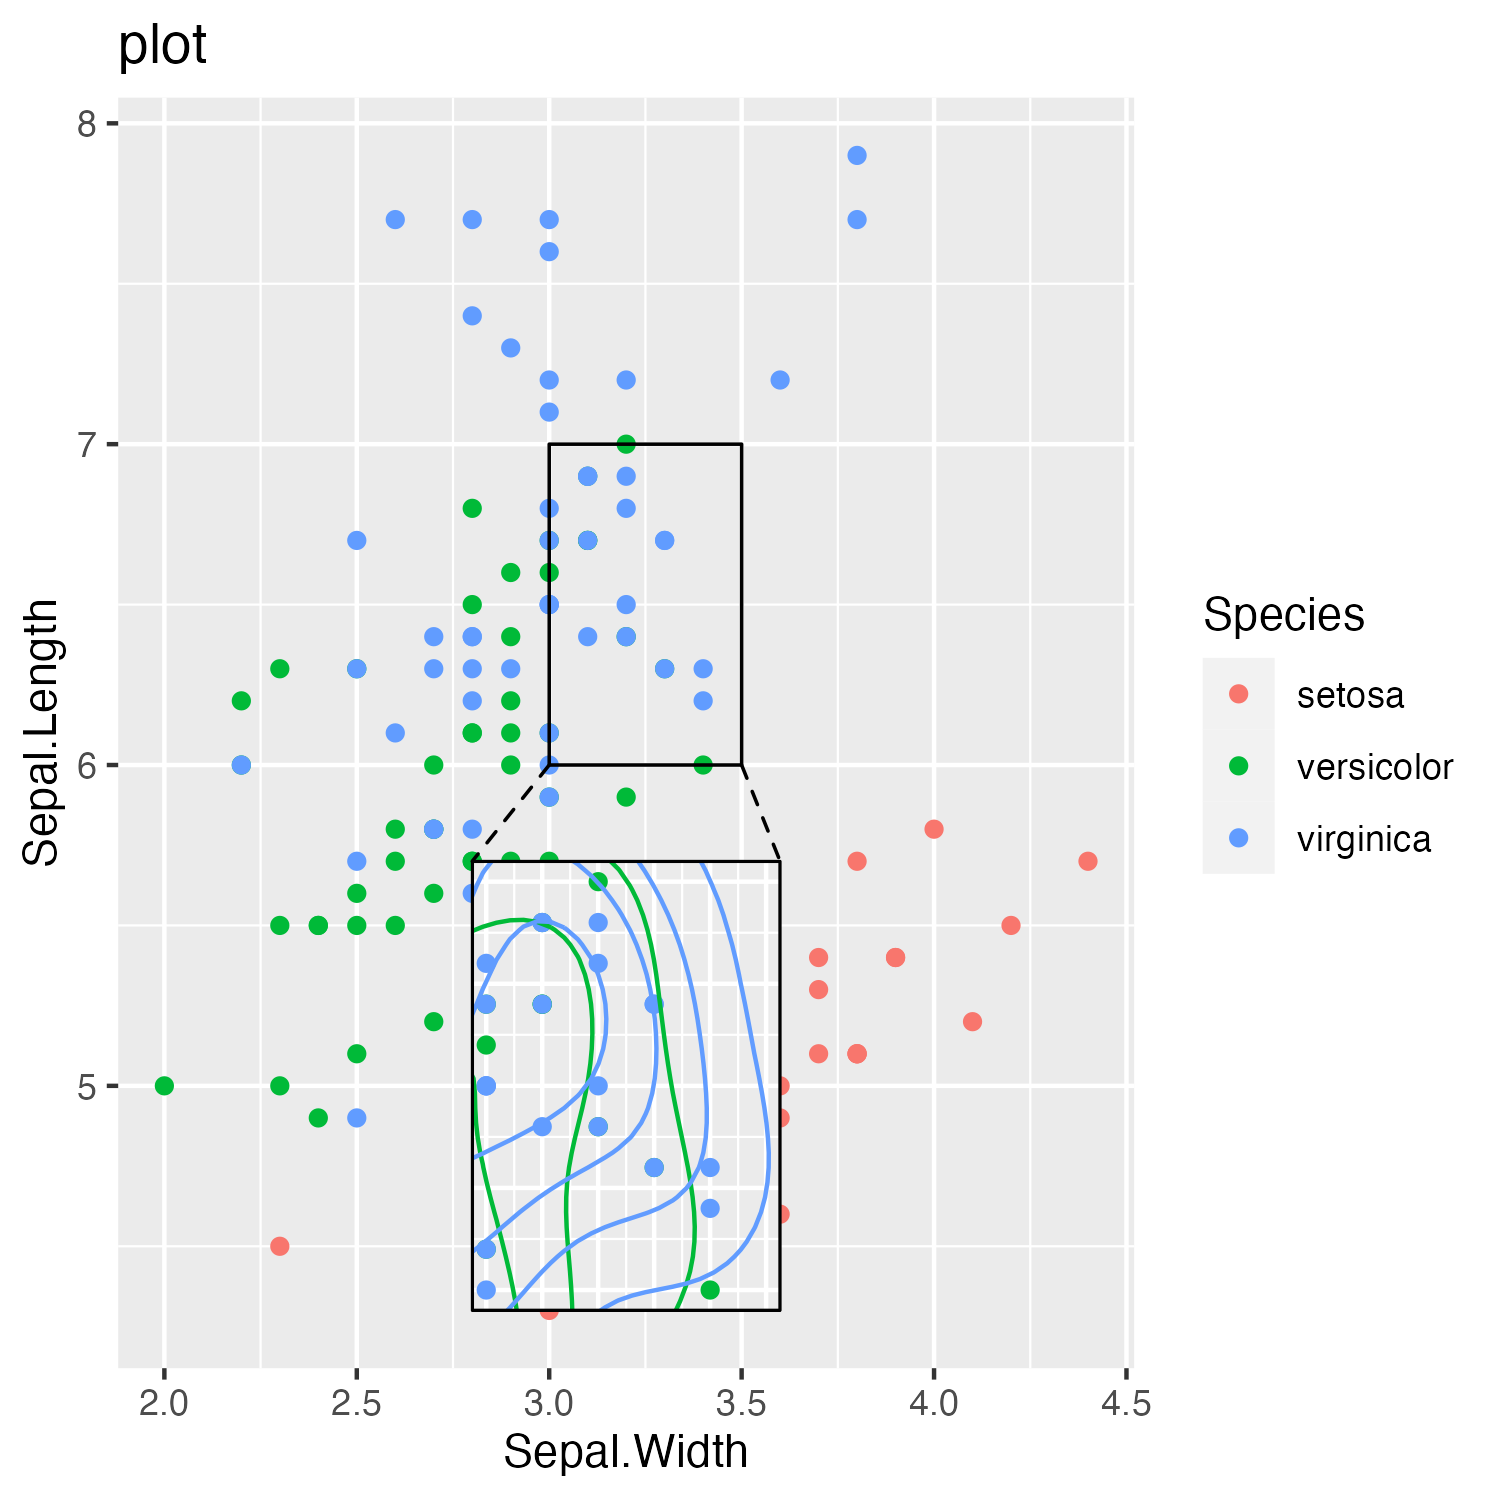 plot
8
7
6
5
Sepal.Length
2.0 2.5 3.0 3.5 4.0 4.5
Sepal.Width
Species
setosa
versicolor
virginica